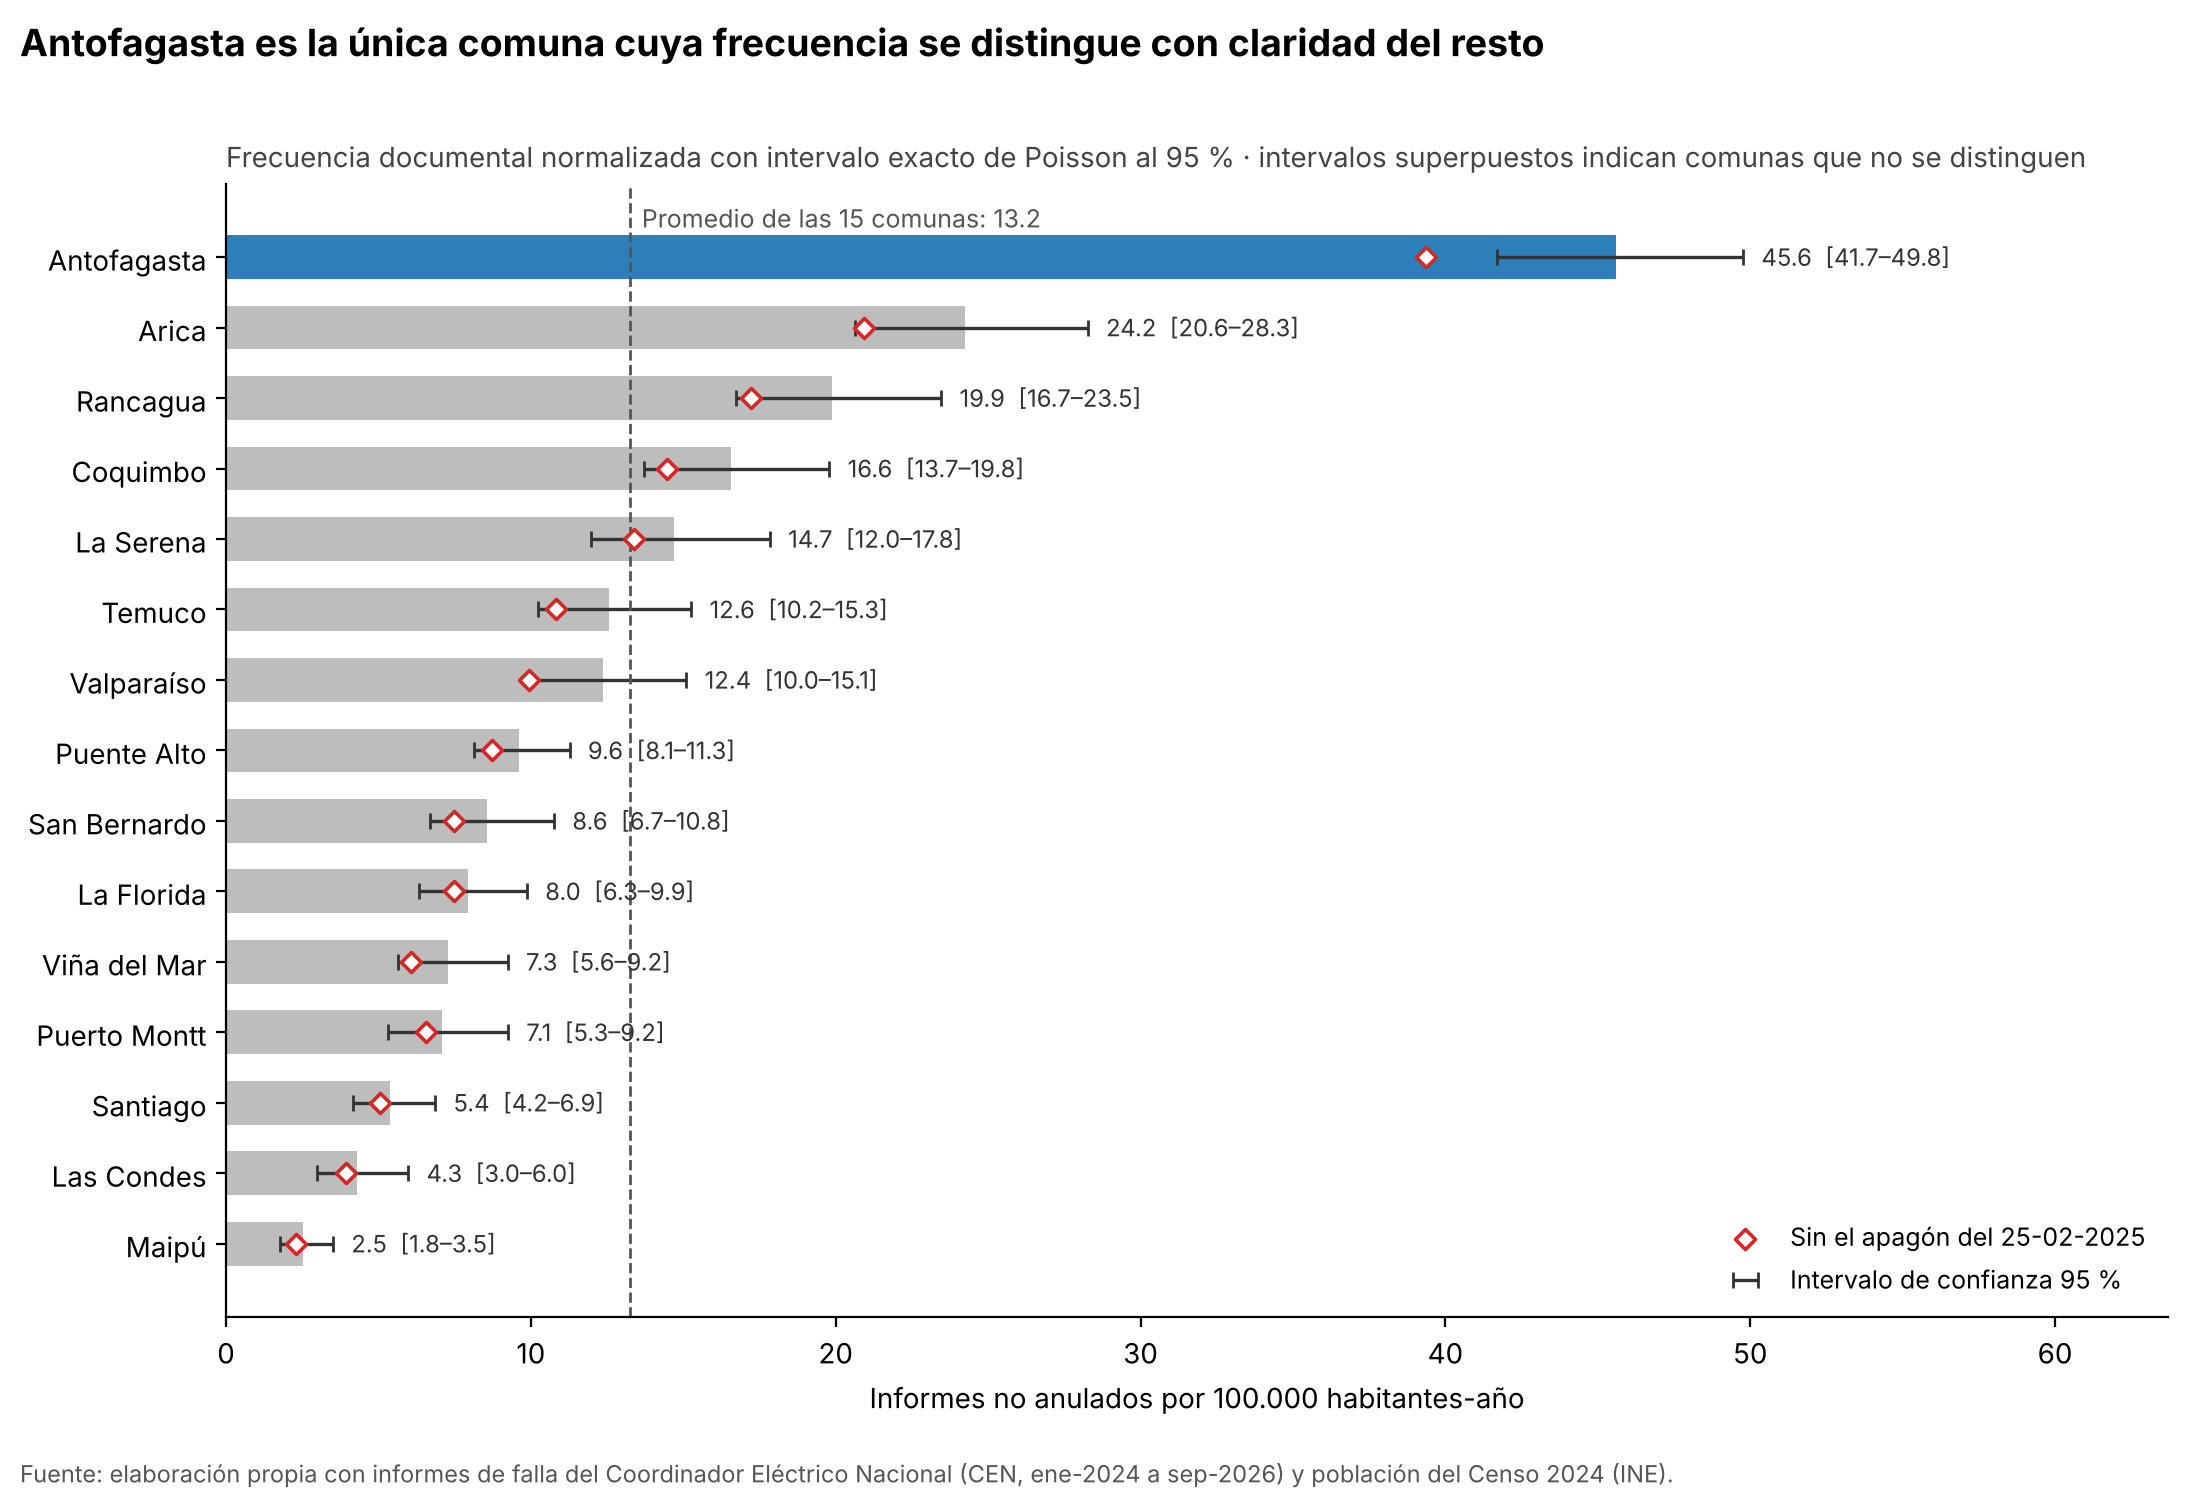 Antofagasta es la única comuna cuya frecuencia se distingue con claridad del resto
Frecuencia documental normalizada con intervalo exacto de Poisson al 95 % · intervalos superpuestos indican comunas que no se distinguen
Promedio de las 15 comunas: 13.2
Antofagasta 45.6 [41.7–49.8]
Arica 24.2 [20.6–28.3]
Rancagua 19.9 [16.7–23.5]
Coquimbo 16.6 [13.7–19.8]
La Serena 14.7 [12.0–17.8]
Temuco 12.6 [10.2–15.3]
Valparaíso 12.4 [10.0–15.1]
Puente Alto 9.6 [8.1–11.3]
San Bernardo 8.6 [6.7–10.8]
La Florida 8.0 [6.3–9.9]
Viña del Mar 7.3 [5.6–9.2]
Puerto Montt 7.1 [5.3–9.2]
Santiago 5.4 [4.2–6.9]
Las Condes 4.3 [3.0–6.0]
Maipú 2.5 [1.8–3.5]
Sin el apagón del 25-02-2025
Intervalo de confianza 95 %
0 10 20 30 40 50 60
Informes no anulados por 100.000 habitantes-año
Fuente: elaboración propia con informes de falla del Coordinador Eléctrico Nacional (CEN, ene-2024 a sep-2026) y población del Censo 2024 (INE).